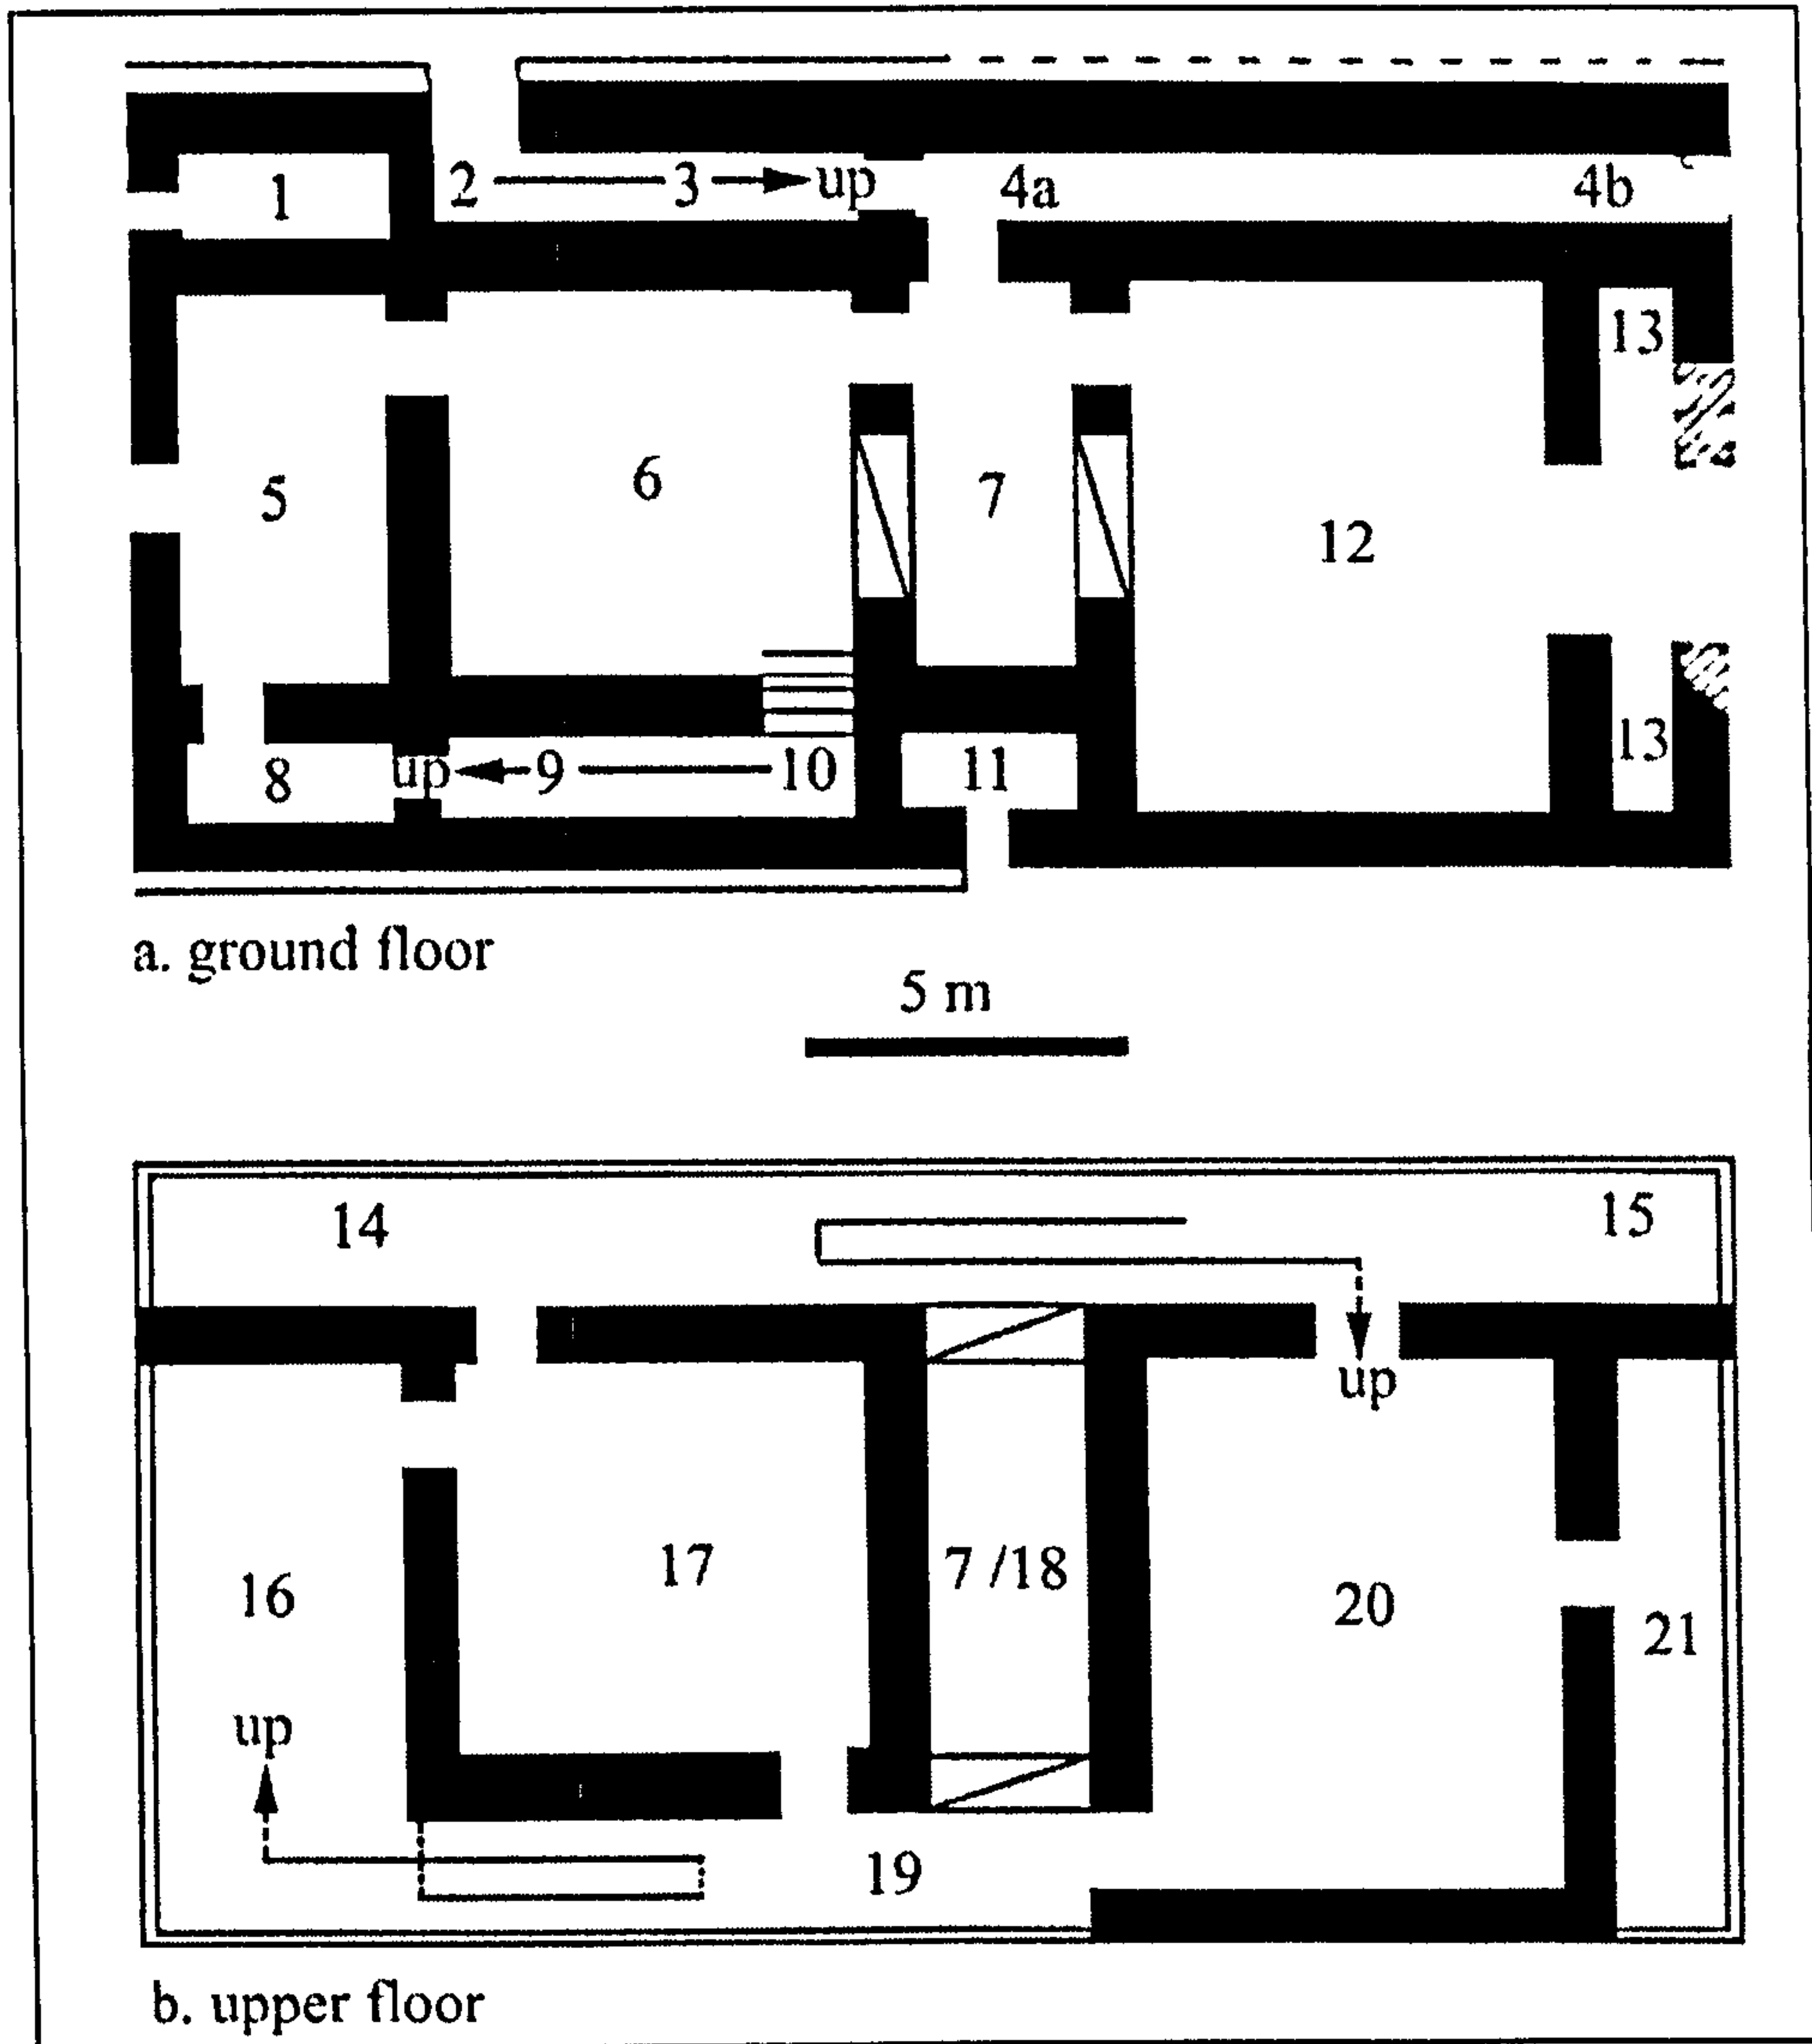 1 2 3 up 4a 4b
13
5 6 7 12
8 up 9 10 11 13
a. ground floor
5 m
14 15
up
16 17 7 /18 20 21
up
19
b. upper floor